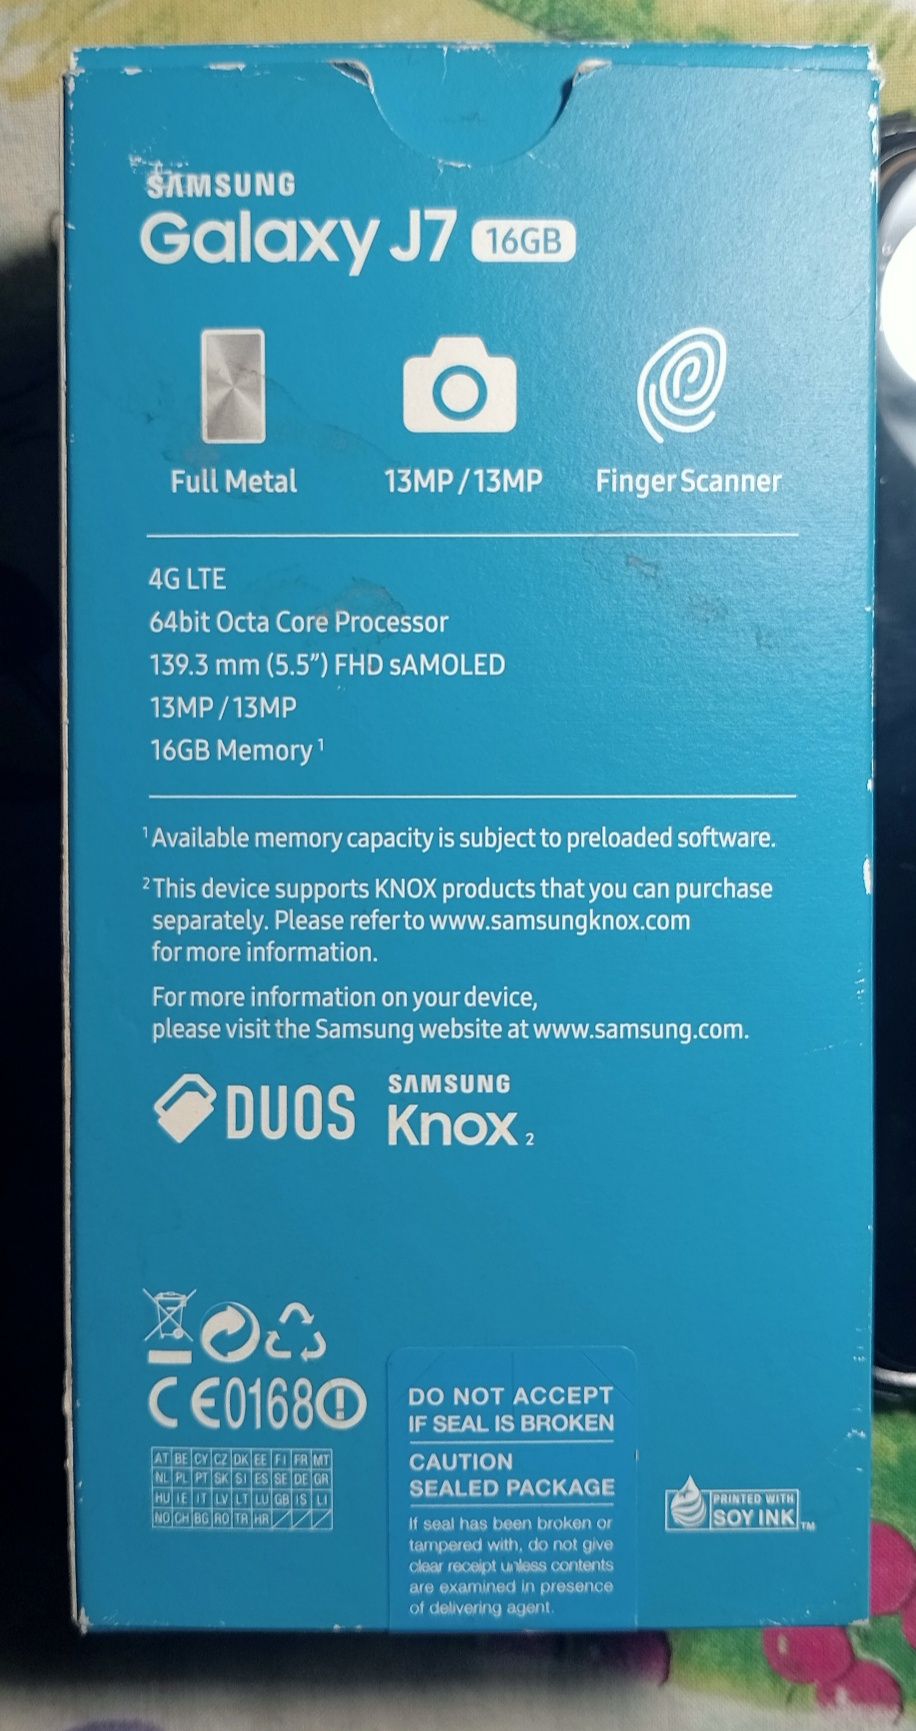 SAMSUNG
Galaxy J7 16GB
Full Metal
13MP/13MP
Finger Scanner
4G LTE
64bit Octa Core Processor
139.3 mm (5.5”) FHD sAMOLED
13MP/13MP
16GB Memory¹
¹Available memory capacity is subject to preloaded software.
²This device supports KNOX products that you can purchase
separately. Please refer to www.samsungknox.com
for more information.
For more information on your device,
please visit the Samsung website at www.samsung.com.
DUOS
SAMSUNG
Knox 2
CE0168
AT BE CY CZ DK EE FI FR MT
NL PL PT SK SI ES SE DE GR
HU IE IT LV LT LU GB IS LI
NO CH BG RO TR HR
DO NOT ACCEPT
IF SEAL IS BROKEN
CAUTION
SEALED PACKAGE
If seal has been broken or
tampered with, do not give
clear receipt unless contents
are examined in presence
of delivering agent.
PRINTED WITH
SOY INK TM